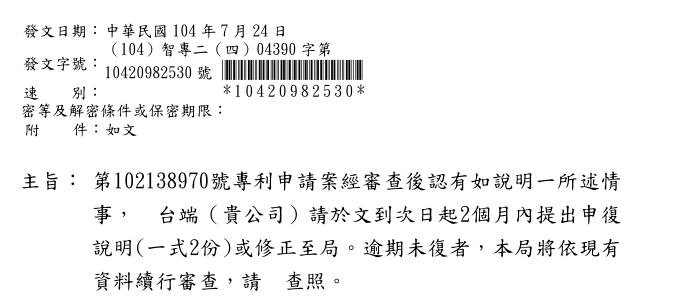 發文日期：中華民國 104 年 7 月 24 日
（104）智專二（四）04390 字第
發文字號：10420982530 號
*10420982530*
速　　別：
密等及解密條件或保密期限：
附　　件：如文
主旨：第102138970號專利申請案經審查後認有如說明一所述情
事，　台端（貴公司）請於文到次日起2個月內提出申復
說明(一式2份)或修正至局。逾期未復者，本局將依現有
資料續行審查，請　查照。